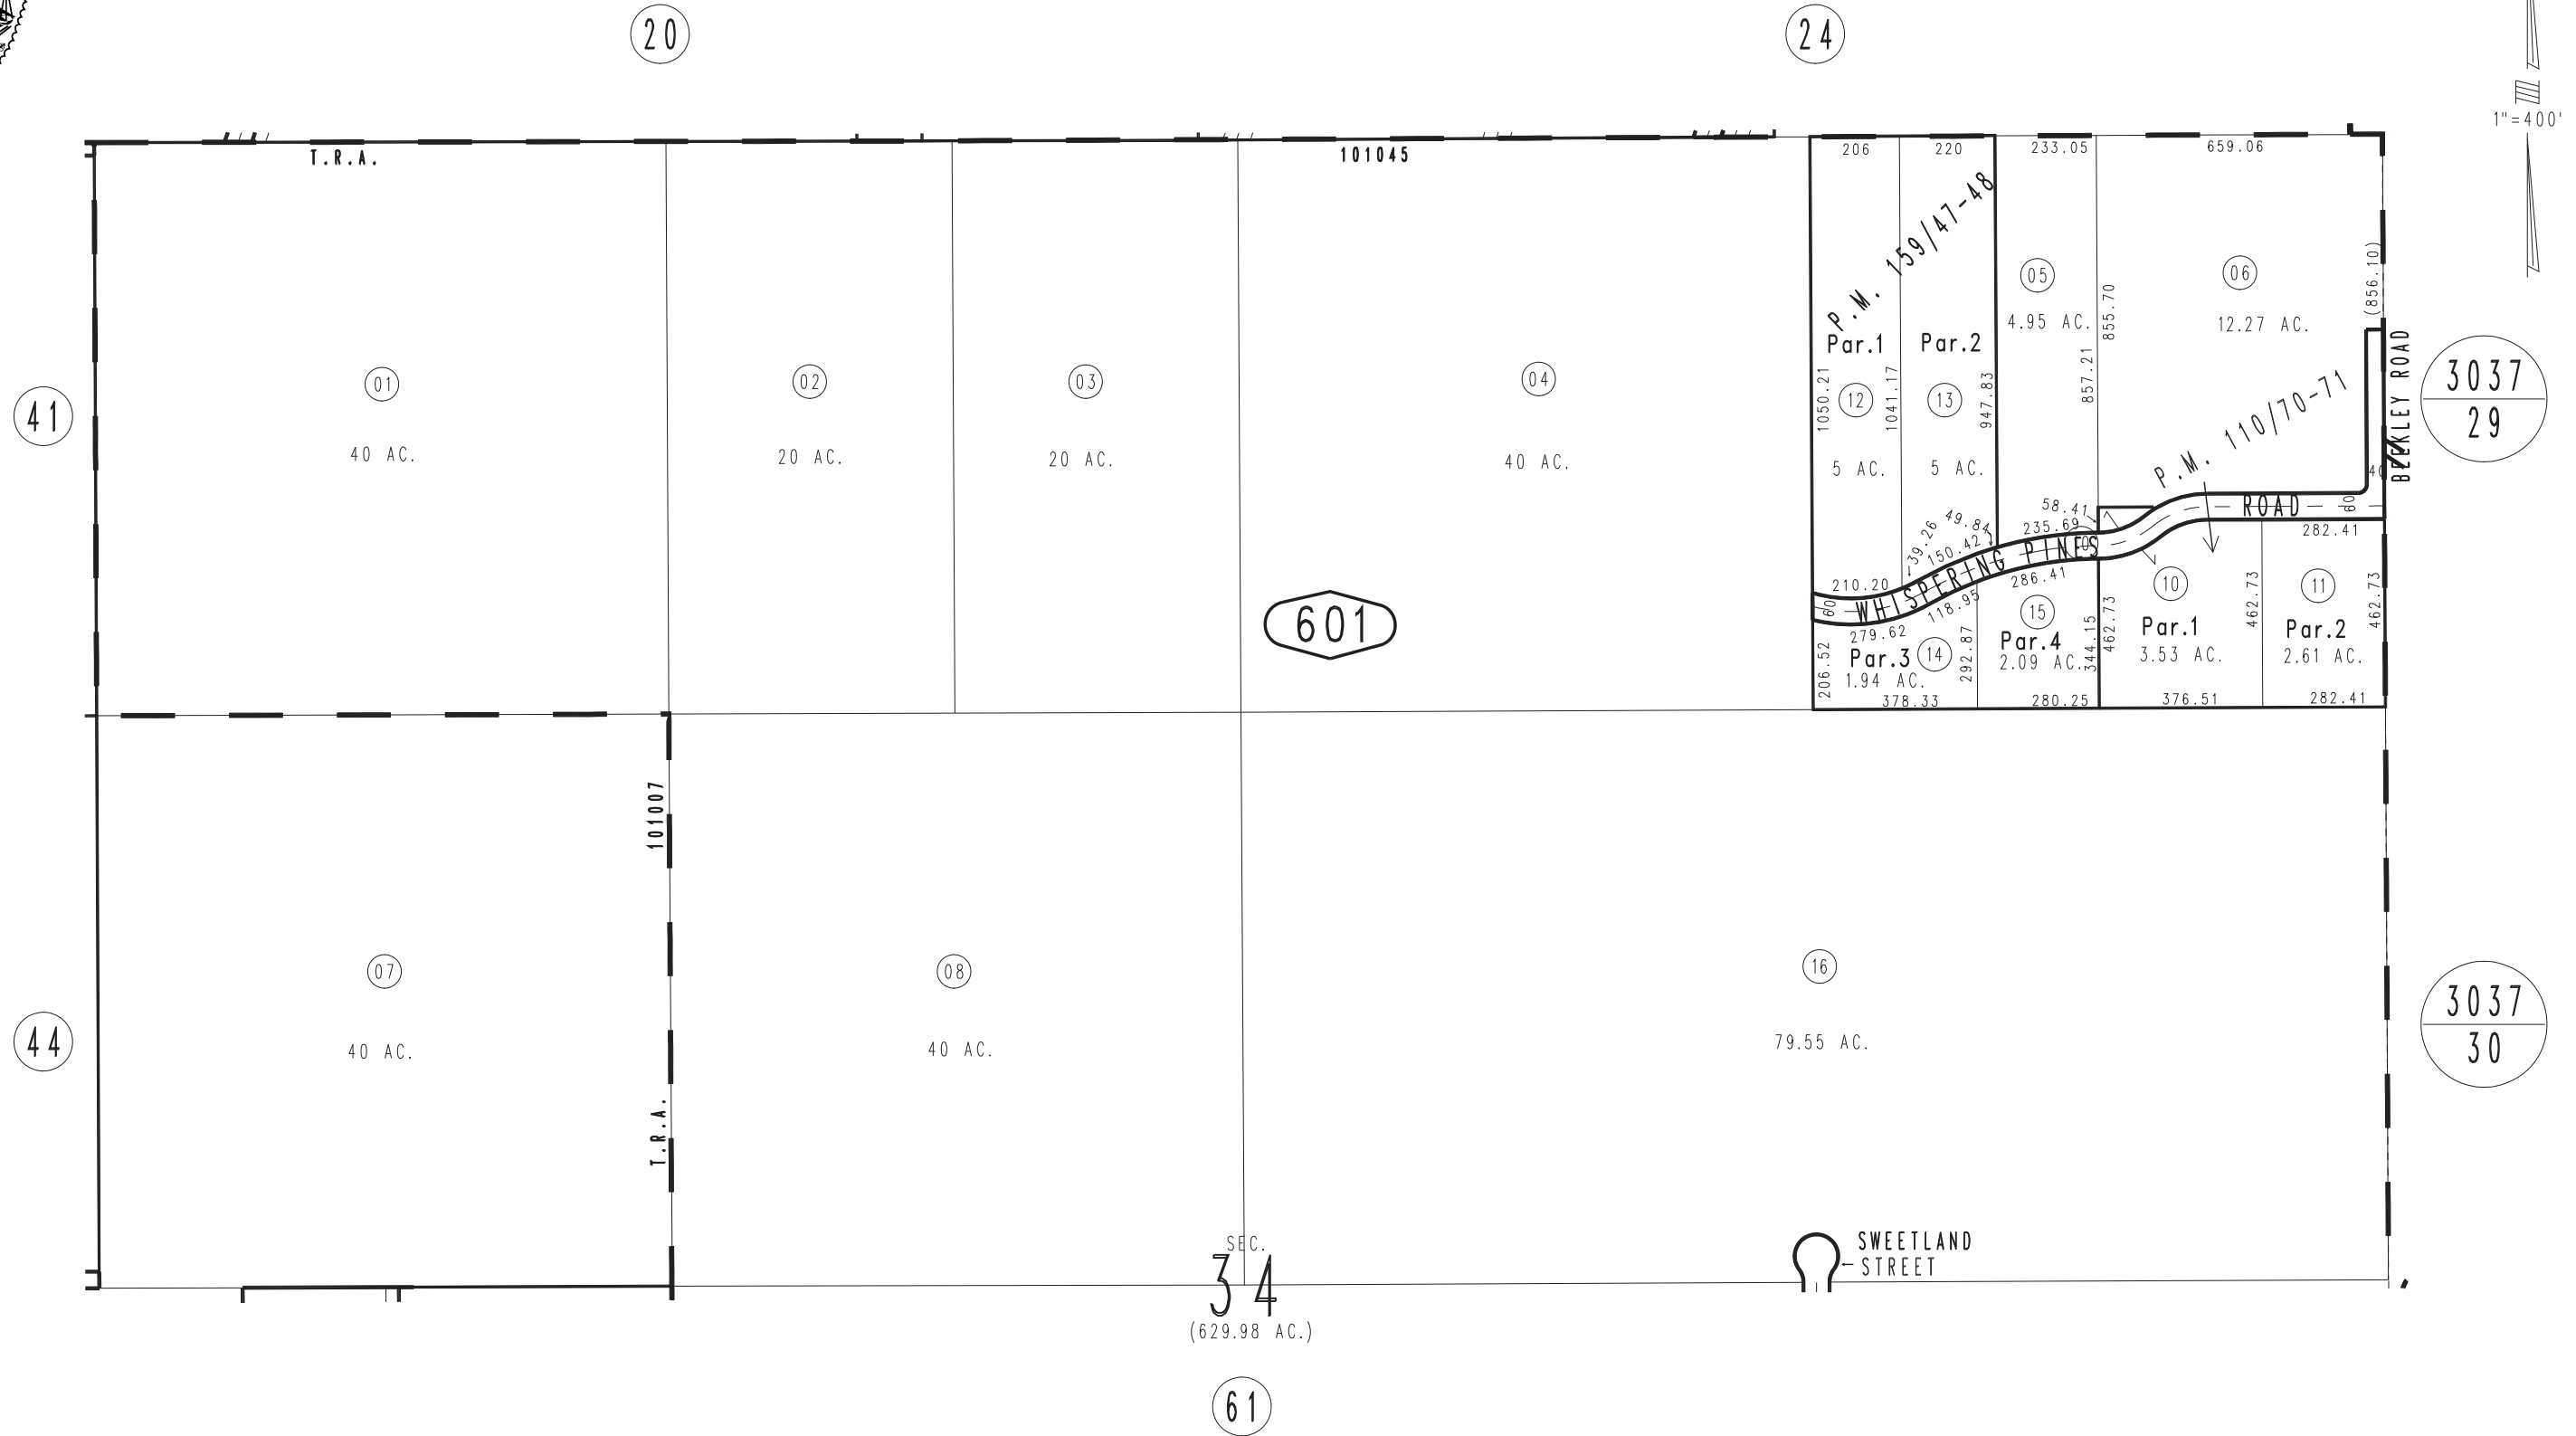 20
24
1"=400'
T.R.A.
101045
206
220
233.05
659.06
P.M. 159/47-48
(856.10)
05
06
4.95 AC.
855.70
12.27 AC.
Par.1
Par.2
BEEKLEY ROAD
3037
29
41
01
02
03
04
12
13
1050.21
1041.17
947.83
857.21
P.M. 110/70-71
40 AC.
20 AC.
20 AC.
40 AC.
5 AC.
5 AC.
40
WHISPERING PINES ROAD
60
58.41
49.84
235.69
39.26
150.42
282.41
210.20
286.41
60
118.95
279.62
601
10
11
15
14
Par.1
Par.2
Par.3
Par.4
3.53 AC.
2.61 AC.
1.94 AC.
2.09 AC.
206.52
292.87
344.15
462.73
462.73
462.73
378.33
280.25
376.51
282.41
101007
T.R.A.
44
07
08
16
3037
30
40 AC.
40 AC.
79.55 AC.
SEC.
34
(629.98 AC.)
SWEETLAND
STREET
61